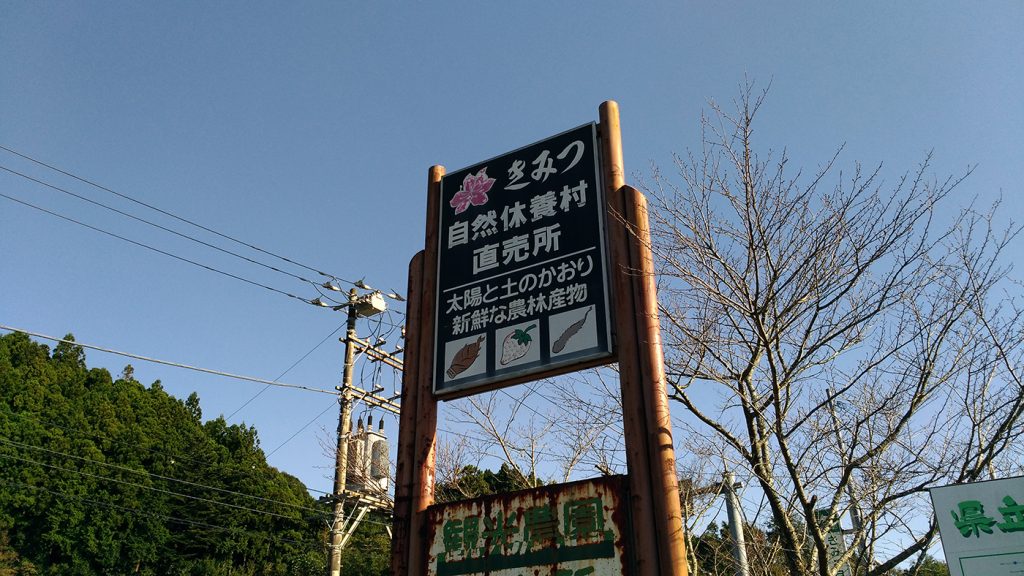 きみつ
自然休養村
直売所
太陽と土のかおり
新鮮な農林産物
観光農園
県立